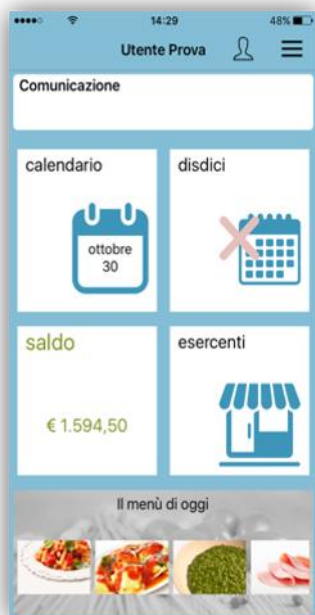 14:29
48%
Utente Prova
Comunicazione
calendario
disdici
ottobre
30
saldo
esercenti
€ 1.594,50
Il menù di oggi